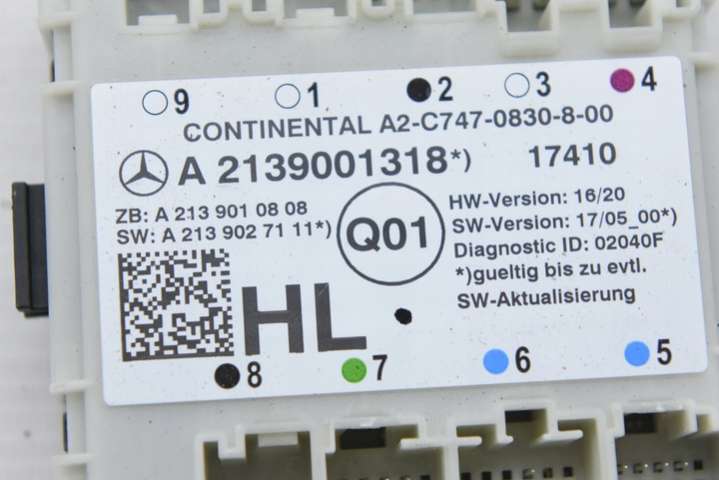 9 1 2 3 4
CONTINENTAL A2-C747-0830-8-00
A 2139001318*) 17410
ZB: A 213 901 08 08
SW: A 213 902 71 11*)
Q01
HW-Version: 16/20
SW-Version: 17/05_00*)
Diagnostic ID: 02040F
*)gueltig bis zu evtl.
SW-Aktualisierung
HL
8 7 6 5